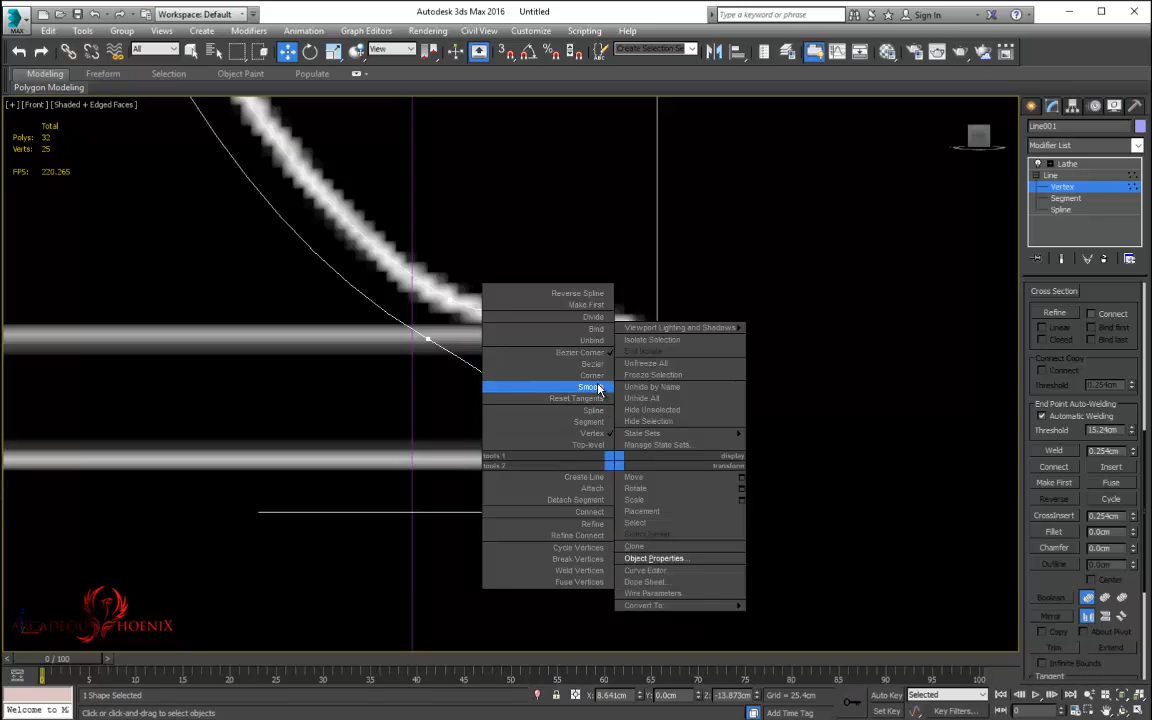 Workspace: Default
Autodesk 3ds Max 2016
Untitled
Type a keyword or phrase
Sign In
MAX
Edit
Tools
Group
Views
Create
Modifiers
Animation
Graph Editors
Rendering
Civil View
Customize
Scripting
Help
All
View
Create Selection Se
Modeling
Freeform
Selection
Object Paint
Populate
Polygon Modeling
[+] [Front] [Shaded + Edged Faces]
Total
Polys: 32
Verts: 25
FPS: 220.265
Line001
Modifier List
Lathe
Line
Vertex
Segment
Spline
Cross Section
Refine
Connect
Linear
Bind first
Closed
Bind last
Connect Copy
Connect
Threshold
0.254cm
End Point Auto-Welding
Automatic Welding
Threshold
15.24cm
Weld
0.254cm
Connect
Insert
Make First
Fuse
Reverse
Cycle
CrossInsert
0.254cm
Fillet
0.0cm
Chamfer
0.0cm
Outline
0.0cm
Center
Boolean
Mirror
Copy
About Pivot
Trim
Extend
Infinite Bounds
Tangent
Reverse Spline
Make First
Divide
Bind
Unbind
Bezier Corner
Bezier
Corner
Smooth
Reset Tangents
Spline
Segment
Vertex
Top-level
tools 1
tools 2
Create Line
Attach
Detach Segment
Connect
Refine
Refine Connect
Cycle Vertices
Break Vertices
Weld Vertices
Fuse Vertices
Viewport Lighting and Shadows
Isolate Selection
End Isolate
Unfreeze All
Freeze Selection
Unhide by Name
Unhide All
Hide Unselected
Hide Selection
State Sets
Manage State Sets...
display
transform
Move
Rotate
Scale
Placement
Select
Clone
Object Properties...
Curve Editor...
Dope Sheet...
Wire Parameters...
Convert To:
0 / 100
0
5
10
15
20
25
30
35
40
45
50
55
60
65
70
75
80
85
90
95
100
Welcome to M
1 Shape Selected
Click or click-and-drag to select objects
X: 8.641cm
Y: 0.0cm
Z: -13.873cm
Grid = 25.4cm
Add Time Tag
Auto Key
Selected
Set Key
Key Filters...
0